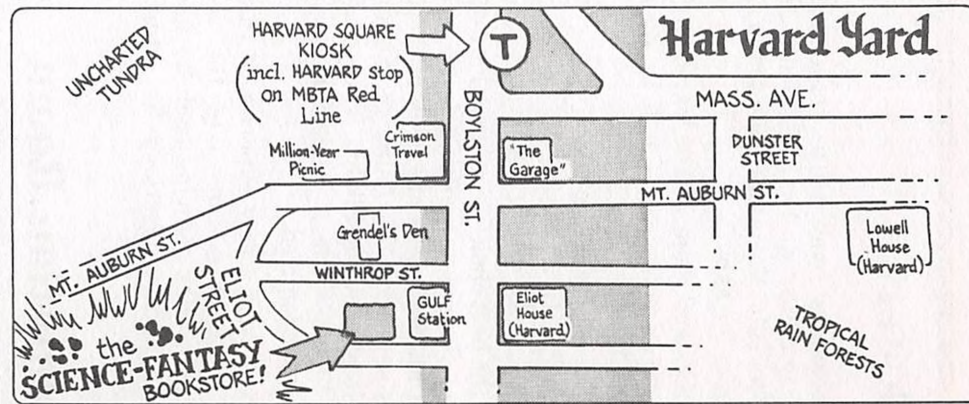 UNCHARTED
TUNDRA
HARVARD SQUARE
KIOSK
(incl. HARVARD Stop
on MBTA Red
Line)
T
Harvard Yard
MASS. AVE.
BOYLSTON ST.
Crimson
Travel
Million-Year
Picnic
"The
Garage"
DUNSTER
STREET
MT. AUBURN ST.
Lowell
House
(Harvard)
Grendel's Den
MT. AUBURN ST.
ELIOT
STREET
WINTHROP ST.
GULF
Station
Eliot
House
(Harvard)
TROPICAL
RAIN FORESTS
the
SCIENCE-FANTASY
BOOKSTORE!